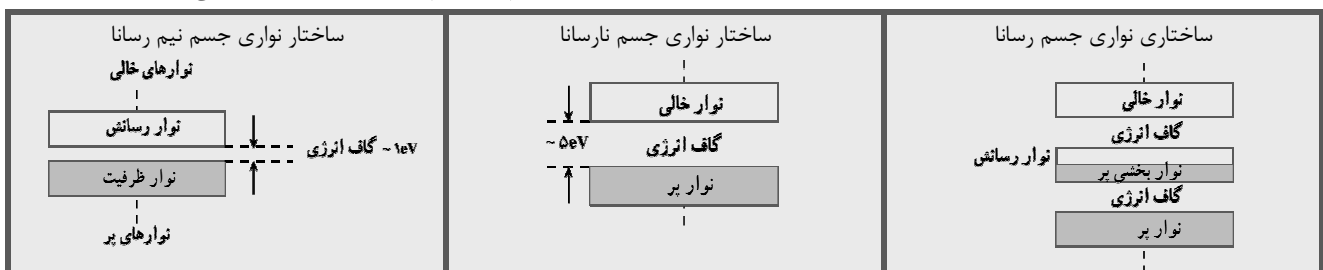 ساختاری نواری جسم رسانا
نوار خالی
گاف انرژی
نوار رسانش
نوار بخشی پر
گاف انرژی
نوار پر
ساختار نواری جسم نارسانا
نوار خالی
~ ۵eV
گاف انرژی
نوار پر
ساختار نواری جسم نیم رسانا
نوارهای خالی
نوار رسانش
گاف انرژی ~ ۱eV
نوار ظرفیت
نوارهای پر